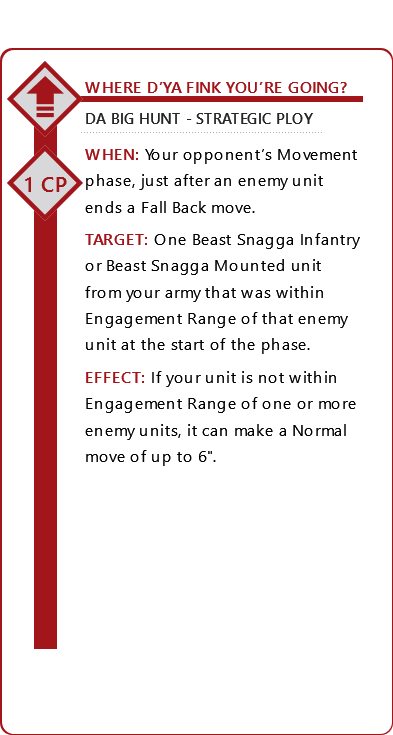 WHERE D'YA FINK YOU'RE GOING?
DA BIG HUNT - STRATEGIC PLOY
1 CP
WHEN: Your opponent's Movement
phase, just after an enemy unit
ends a Fall Back move.
TARGET: One Beast Snagga Infantry
or Beast Snagga Mounted unit
from your army that was within
Engagement Range of that enemy
unit at the start of the phase.
EFFECT: If your unit is not within
Engagement Range of one or more
enemy units, it can make a Normal
move of up to 6".